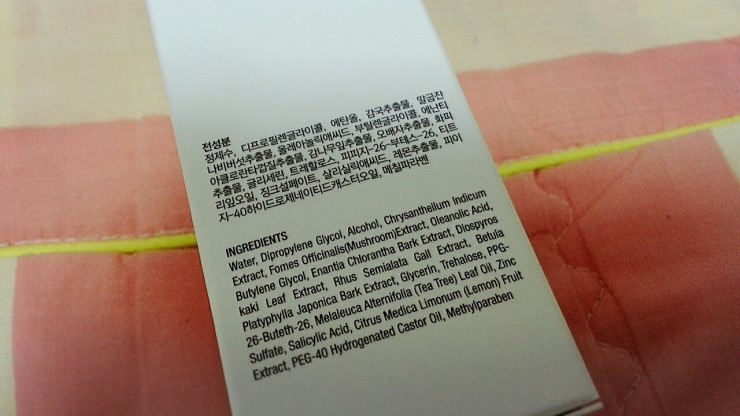 전성분
정제수, 디프로필렌글라이콜, 에탄올, 감국추출물, 말굽잔
나비버섯추출물, 올레아놀릭애씨드, 부틸렌글라이콜, 에난티
아클로란타껍질추출물, 감나무잎추출물, 오배자추출물, 화피
추출물, 글리세린, 트레할로스, 피피지-26-부테스-26, 티트
리잎오일, 징크설페이트, 살리실릭애씨드, 레몬추출물, 피이
지-40하이드로제네이티드캐스터오일, 메칠파라벤
INGREDIENTS
Water, Dipropylene Glycol, Alcohol, Chrysanthellum Indicum
Extract, Fomes Officinalis(Mushroom)Extract, Oleanolic Acid,
Butylene Glycol, Enantia Chlorantha Bark Extract, Diospyros
kaki Leaf Extract, Rhus Semialata Gall Extract, Betula
Platyphylla Japonica Bark Extract, Glycerin, Trehalose, PPG-
26-Buteth-26, Melaleuca Alternifolia (Tea Tree) Leaf Oil, Zinc
Sulfate, Salicylic Acid, Citrus Medica Limonum (Lemon) Fruit
Extract, PEG-40 Hydrogenated Castor Oil, Methylparaben